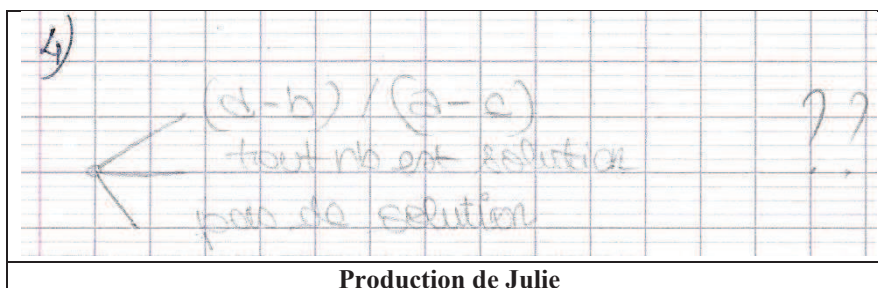 4)
(d-b) / (a-c) ??
tout nb est solution
pas de solution
Production de Julie